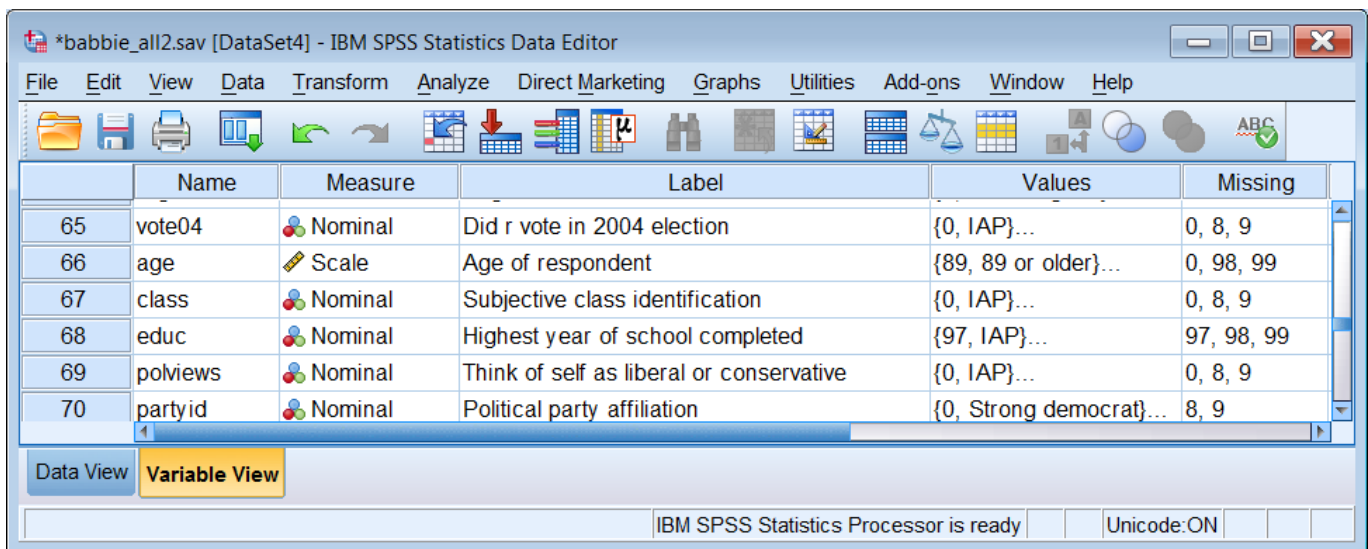 *babbie_all2.sav [DataSet4] - IBM SPSS Statistics Data Editor
File Edit View Data Transform Analyze Direct Marketing Graphs Utilities Add-ons Window Help
µ A 1 ABC
Name Measure Label Values Missing
65 vote04 Nominal Did r vote in 2004 election {0, IAP}... 0, 8, 9
66 age Scale Age of respondent {89, 89 or older}... 0, 98, 99
67 class Nominal Subjective class identification {0, IAP}... 0, 8, 9
68 educ Nominal Highest year of school completed {97, IAP}... 97, 98, 99
69 polviews Nominal Think of self as liberal or conservative {0, IAP}... 0, 8, 9
70 partyid Nominal Political party affiliation {0, Strong democrat}... 8, 9
Data View Variable View
IBM SPSS Statistics Processor is ready Unicode:ON